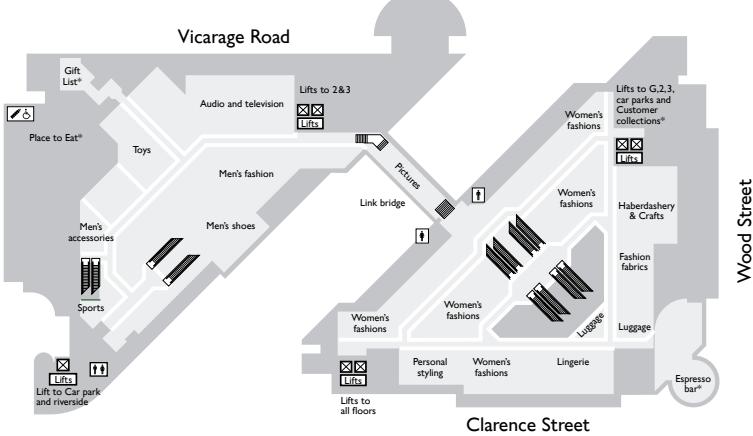 Vicarage Road
Gift
List*
Audio and television
Lifts to 2&3
Lifts
Lifts to G,2,3,
car parks and
Customer
collections*
Lifts
Place to Eat*
Toys
Men's fashion
Pictures
Link bridge
Women's
fashions
Women's
fashions
Haberdashery
& Crafts
Wood Street
Men's
accessories
Men's shoes
Fashion
fabrics
Sports
Women's
fashions
Women's
fashions
Luggage
Luggage
Lifts
Lift to Car park
and riverside
Lifts
Lifts to
all floors
Personal
styling
Women's
fashions
Lingerie
Espresso
bar*
Clarence Street